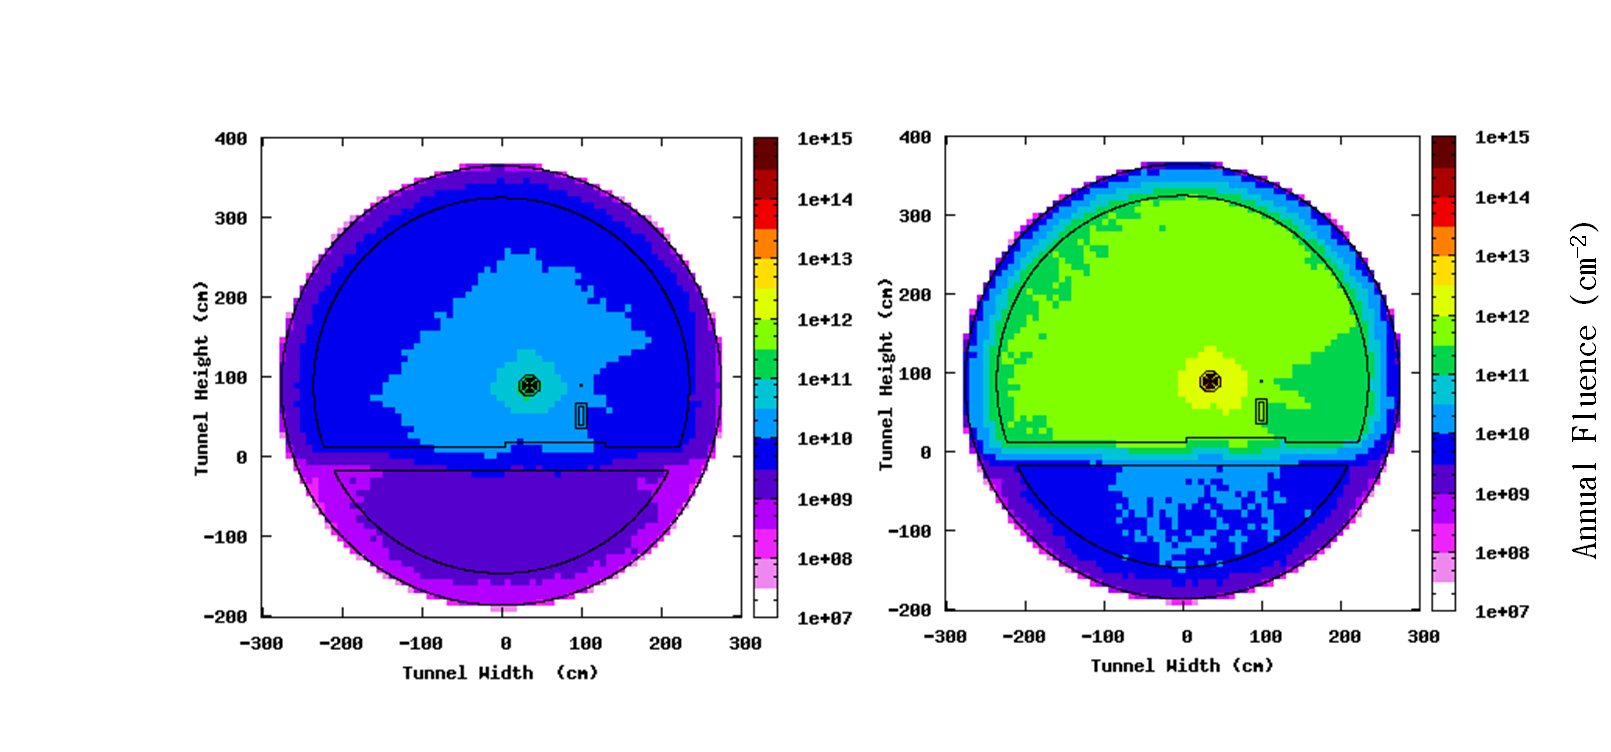 400
300
200
100
0
-100
-200
-300 -200 -100 0 100 200 300
Tunnel Width (cm)
Tunnel Height (cm)
1e+15
1e+14
1e+13
1e+12
1e+11
1e+10
1e+09
1e+08
1e+07
400
300
200
100
0
-100
-200
-300 -200 -100 0 100 200 300
Tunnel Width (cm)
Tunnel Height (cm)
1e+15
1e+14
1e+13
1e+12
1e+11
1e+10
1e+09
1e+08
1e+07
Annual Fluence (cm⁻²)